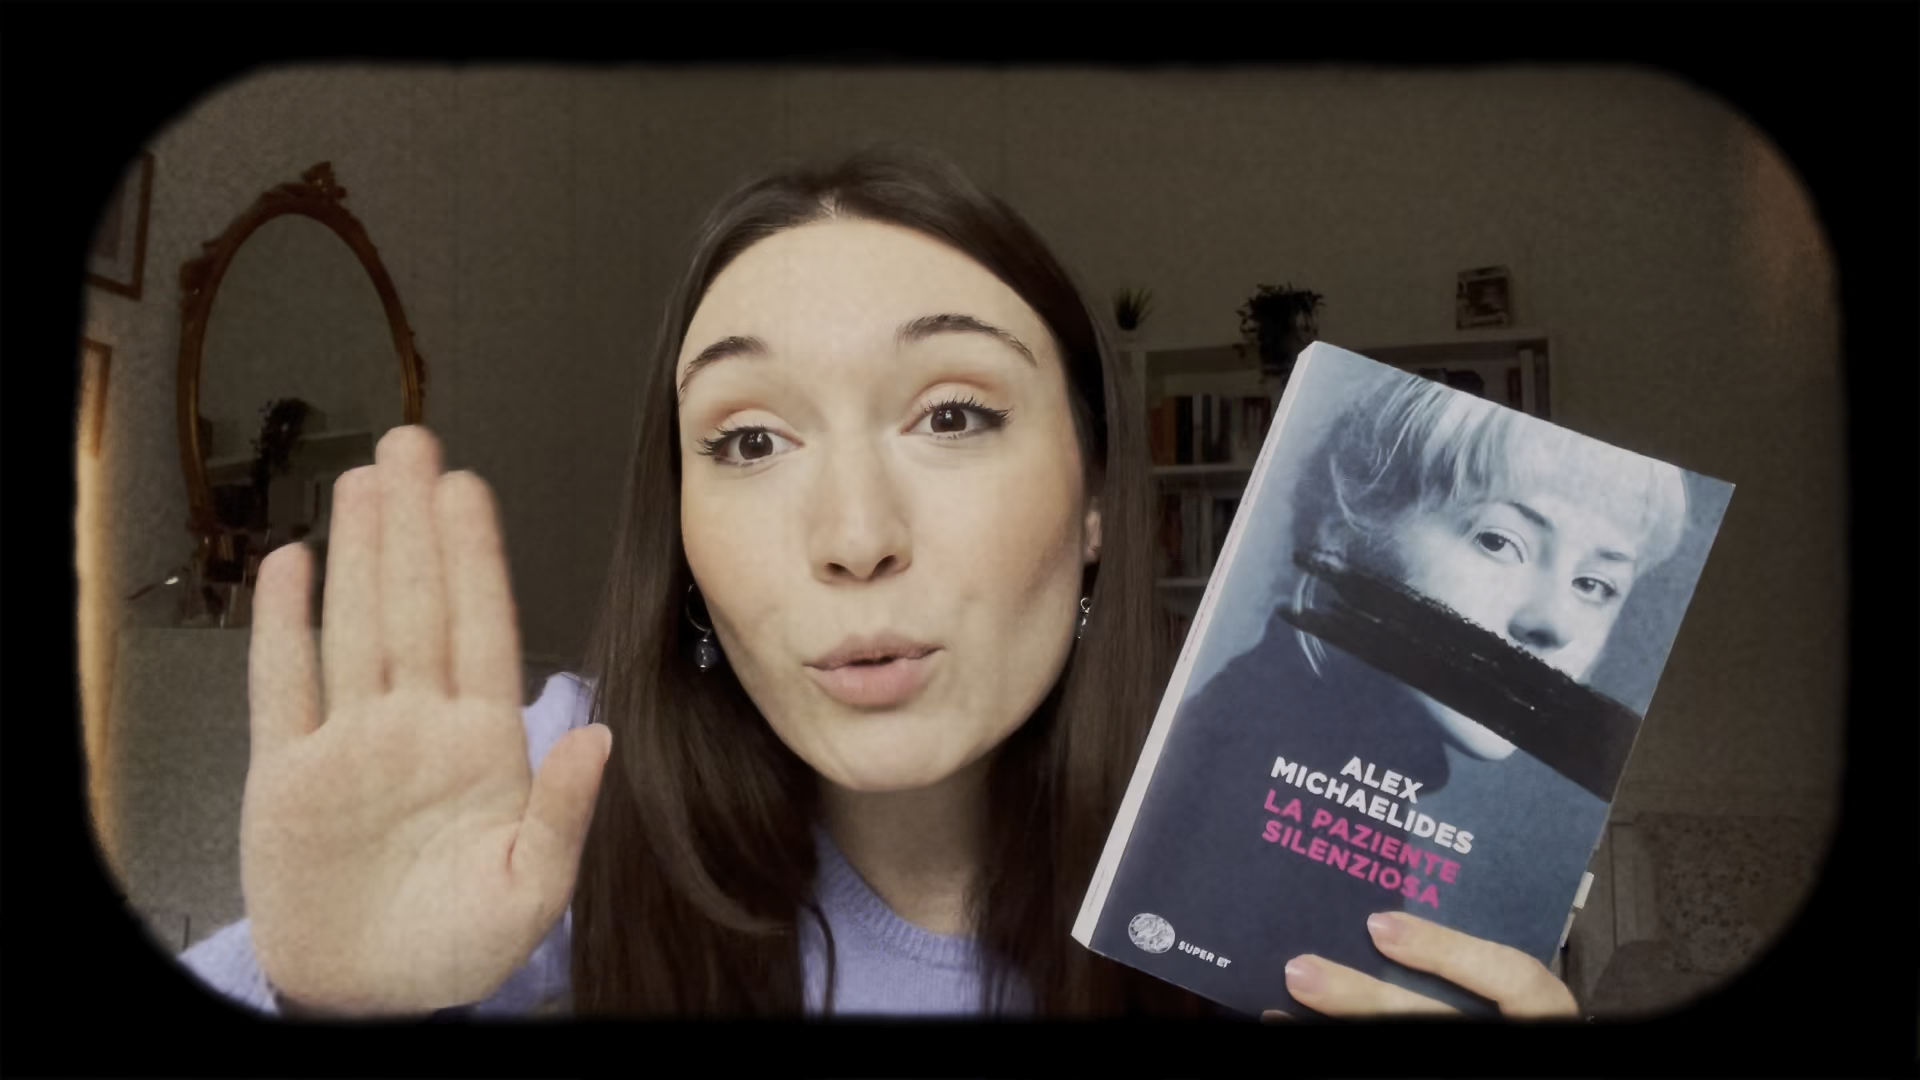 ALEX
MICHAELIDES
LA PAZIENTE
SILENZIOSA
SUPER ET